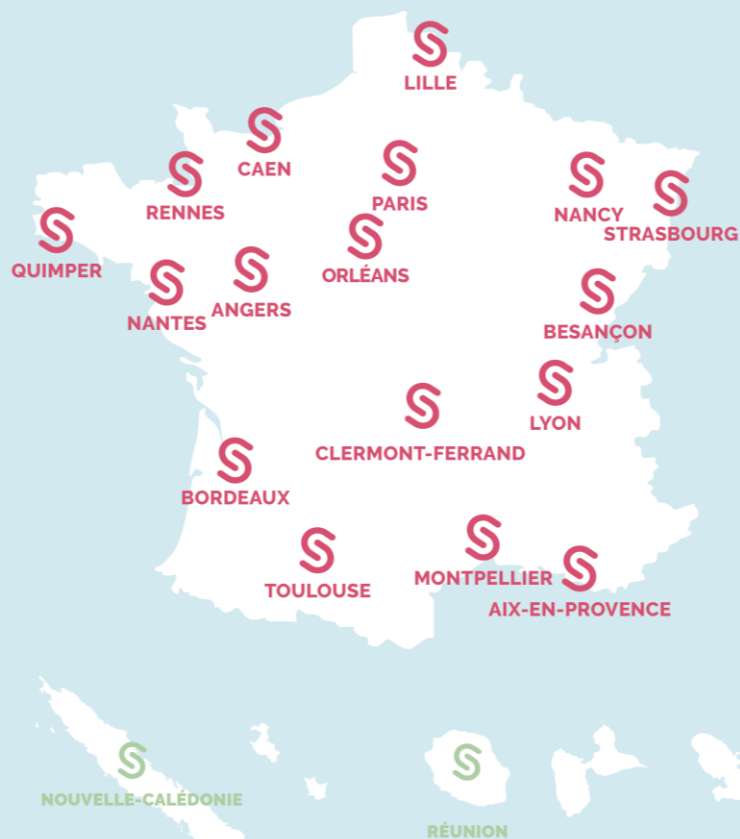 LILLE
CAEN
PARIS
RENNES
NANCY
STRASBOURG
QUIMPER
ORLÉANS
ANGERS
NANTES
BESANÇON
LYON
CLERMONT-FERRAND
BORDEAUX
MONTPELLIER
TOULOUSE
AIX-EN-PROVENCE
NOUVELLE-CALÉDONIE
RÉUNION